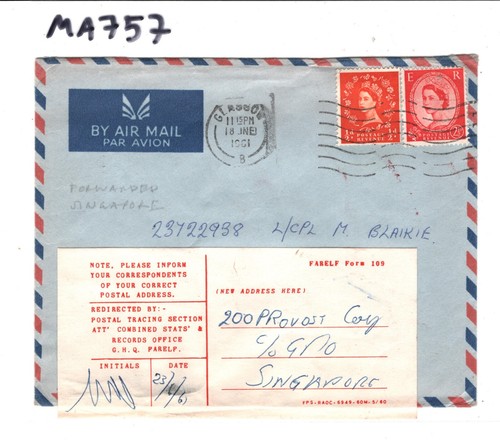 MA757
BY AIR MAIL
PAR AVION
11.15PM
18 JNE
1961
B
E R
POSTAGE REVENUE
FORWARDED
SINGAPORE
23722938 L/CPL M. BLAIKIE
NOTE, PLEASE INFORM
YOUR CORRESPONDENTS
OF YOUR CORRECT
POSTAL ADDRESS.
REDIRECTED BY:-
POSTAL TRACING SECTION
ATT' COMBINED STATS' &
RECORDS OFFICE
G.H.Q. FARELF.
INITIALS DATE
23/6/61
FARELF Form 109
(NEW ADDRESS HERE)
200 PROVOST Coy
C/o GPO
SINGAPORE